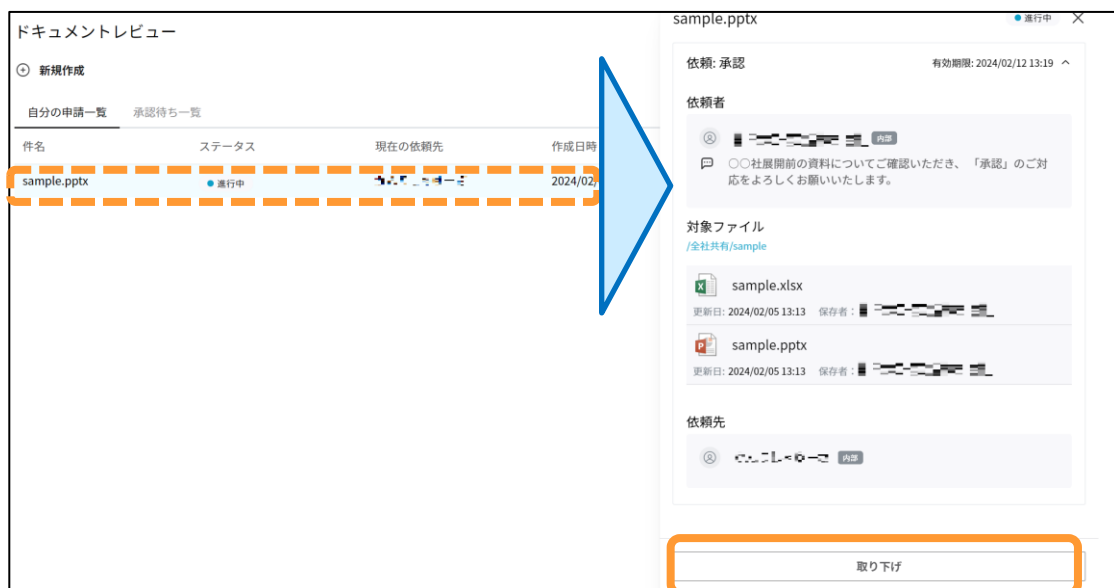 ドキュメントレビュー
新規作成
自分の申請一覧 承認待ち一覧
件名 ステータス 現在の依頼先 作成日時
sample.pptx 進行中 2024/02/
sample.pptx 進行中
依頼: 承認 有効期限: 2024/02/12 13:19
依頼者
内部
○○社展開前の資料についてご確認いただき、「承認」のご対
応をよろしくお願いいたします。
対象ファイル
/全社共有/sample
sample.xlsx
更新日: 2024/02/05 13:13 保存者:
sample.pptx
更新日: 2024/02/05 13:13 保存者:
依頼先
内部
取り下げ